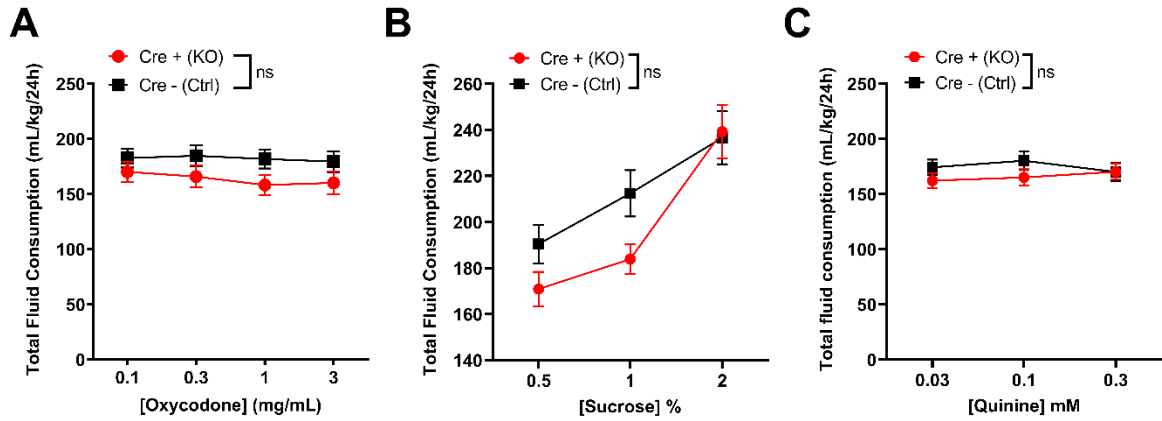 A
Cre + (KO)
Cre - (Ctrl)
ns
Total Fluid Consumption (mL/kg/24h)
250
200
150
100
50
0
0.1 0.3 1 3
[Oxycodone] (mg/mL)
B
Cre + (KO)
Cre - (Ctrl)
ns
Total Fluid Consumption (mL/kg/24h)
260
240
220
200
180
160
140
0.5 1 2
[Sucrose] %
C
Cre + (KO)
Cre - (Ctrl)
ns
Total fluid consumption (mL/kg/24h)
250
200
150
100
50
0
0.03 0.1 0.3
[Quinine] mM